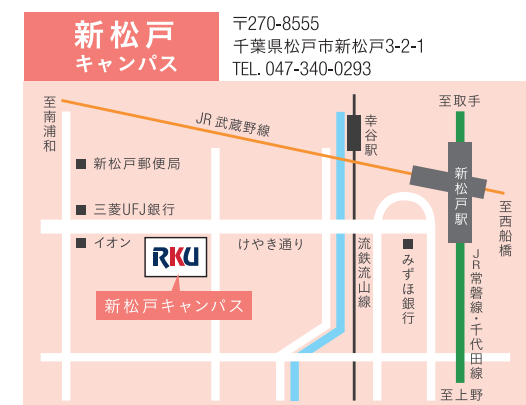 新松戸
キャンパス
〒270-8555
千葉県松戸市新松戸3-2-1
TEL. 047-340-0293
至南浦和
JR武蔵野線
幸谷駅
至取手
新松戸郵便局
新松戸駅
三菱UFJ銀行
至西船橋
イオン
RKU
けやき通り
流鉄流山線
みずほ銀行
JR常磐線・千代田線
新松戸キャンパス
至上野